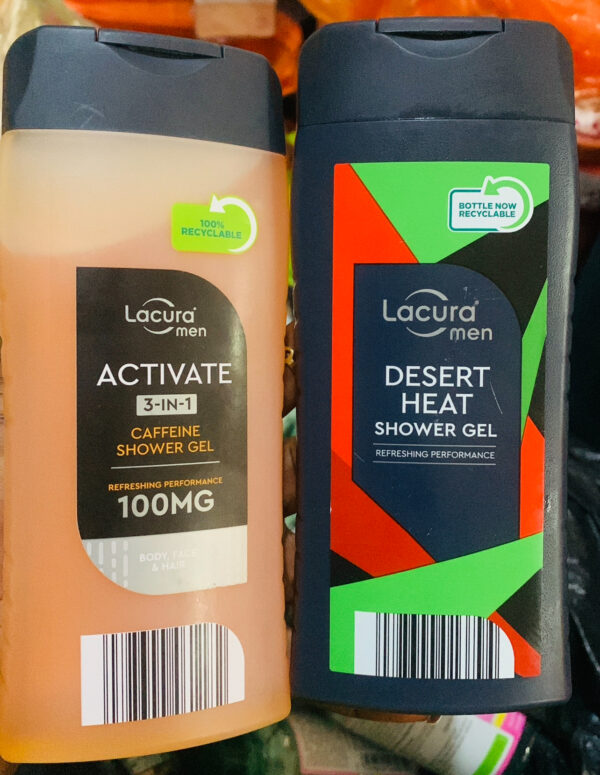 100%
RECYCLABLE
Lacura®
men
ACTIVATE
3-IN-1
CAFFEINE
SHOWER GEL
REFRESHING PERFORMANCE
100MG
BODY, FACE
& HAIR
BOTTLE NOW
RECYCLABLE
Lacura®
men
DESERT
HEAT
SHOWER GEL
REFRESHING PERFORMANCE